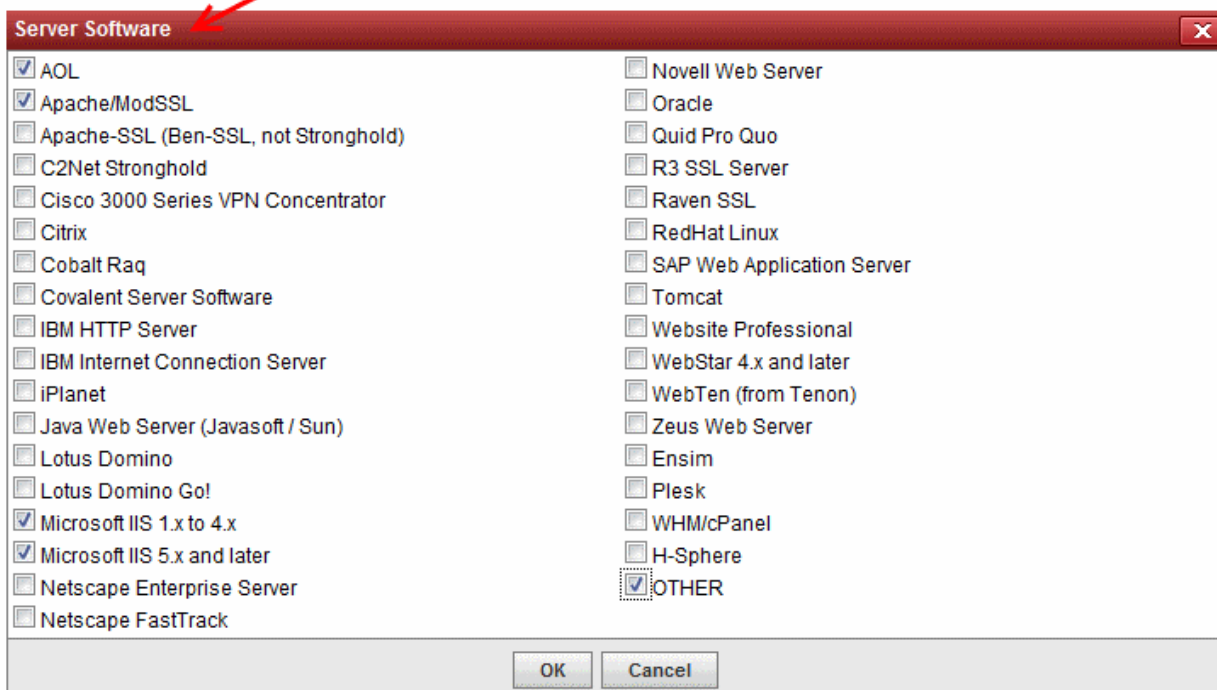 Server Software
AOL
Apache/ModSSL
Apache-SSL (Ben-SSL, not Stronghold)
C2Net Stronghold
Cisco 3000 Series VPN Concentrator
Citrix
Cobalt Raq
Covalent Server Software
IBM HTTP Server
IBM Internet Connection Server
iPlanet
Java Web Server (Javasoft / Sun)
Lotus Domino
Lotus Domino Go!
Microsoft IIS 1.x to 4.x
Microsoft IIS 5.x and later
Netscape Enterprise Server
Netscape FastTrack
Novell Web Server
Oracle
Quid Pro Quo
R3 SSL Server
Raven SSL
RedHat Linux
SAP Web Application Server
Tomcat
Website Professional
WebStar 4.x and later
WebTen (from Tenon)
Zeus Web Server
Ensim
Plesk
WHM/cPanel
H-Sphere
OTHER
OK
Cancel